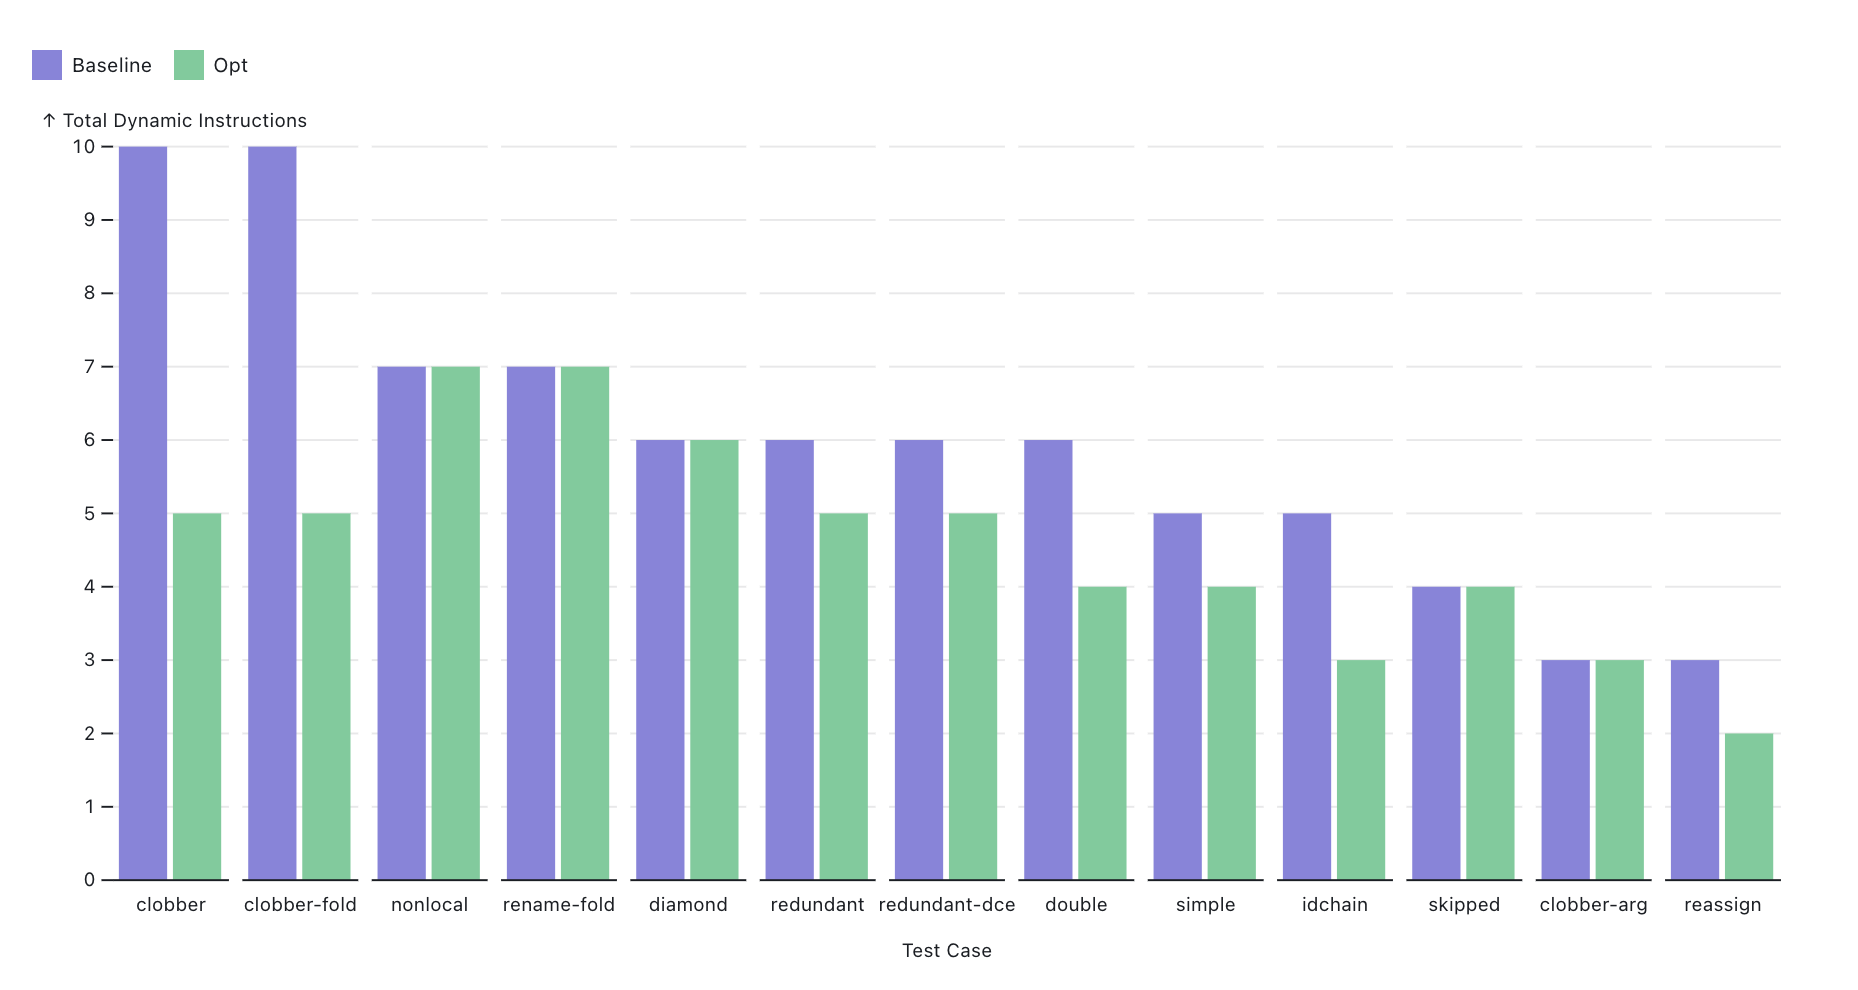 Baseline Opt
↑ Total Dynamic Instructions
10
9
8
7
6
5
4
3
2
1
0
clobber clobber-fold nonlocal rename-fold diamond redundant redundant-dce double simple idchain skipped clobber-arg reassign
Test Case